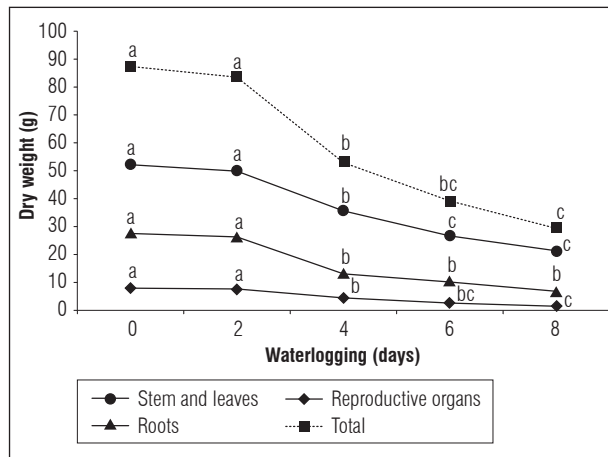 Dry weight (g)
100
90
80
70
60
50
40
30
20
10
0
a
a
b
bc
c
a
a
b
c
c
a
a
b
b
b
a
a
b
bc
c
0 2 4 6 8
Waterlogging (days)
Stem and leaves Reproductive organs
Roots Total